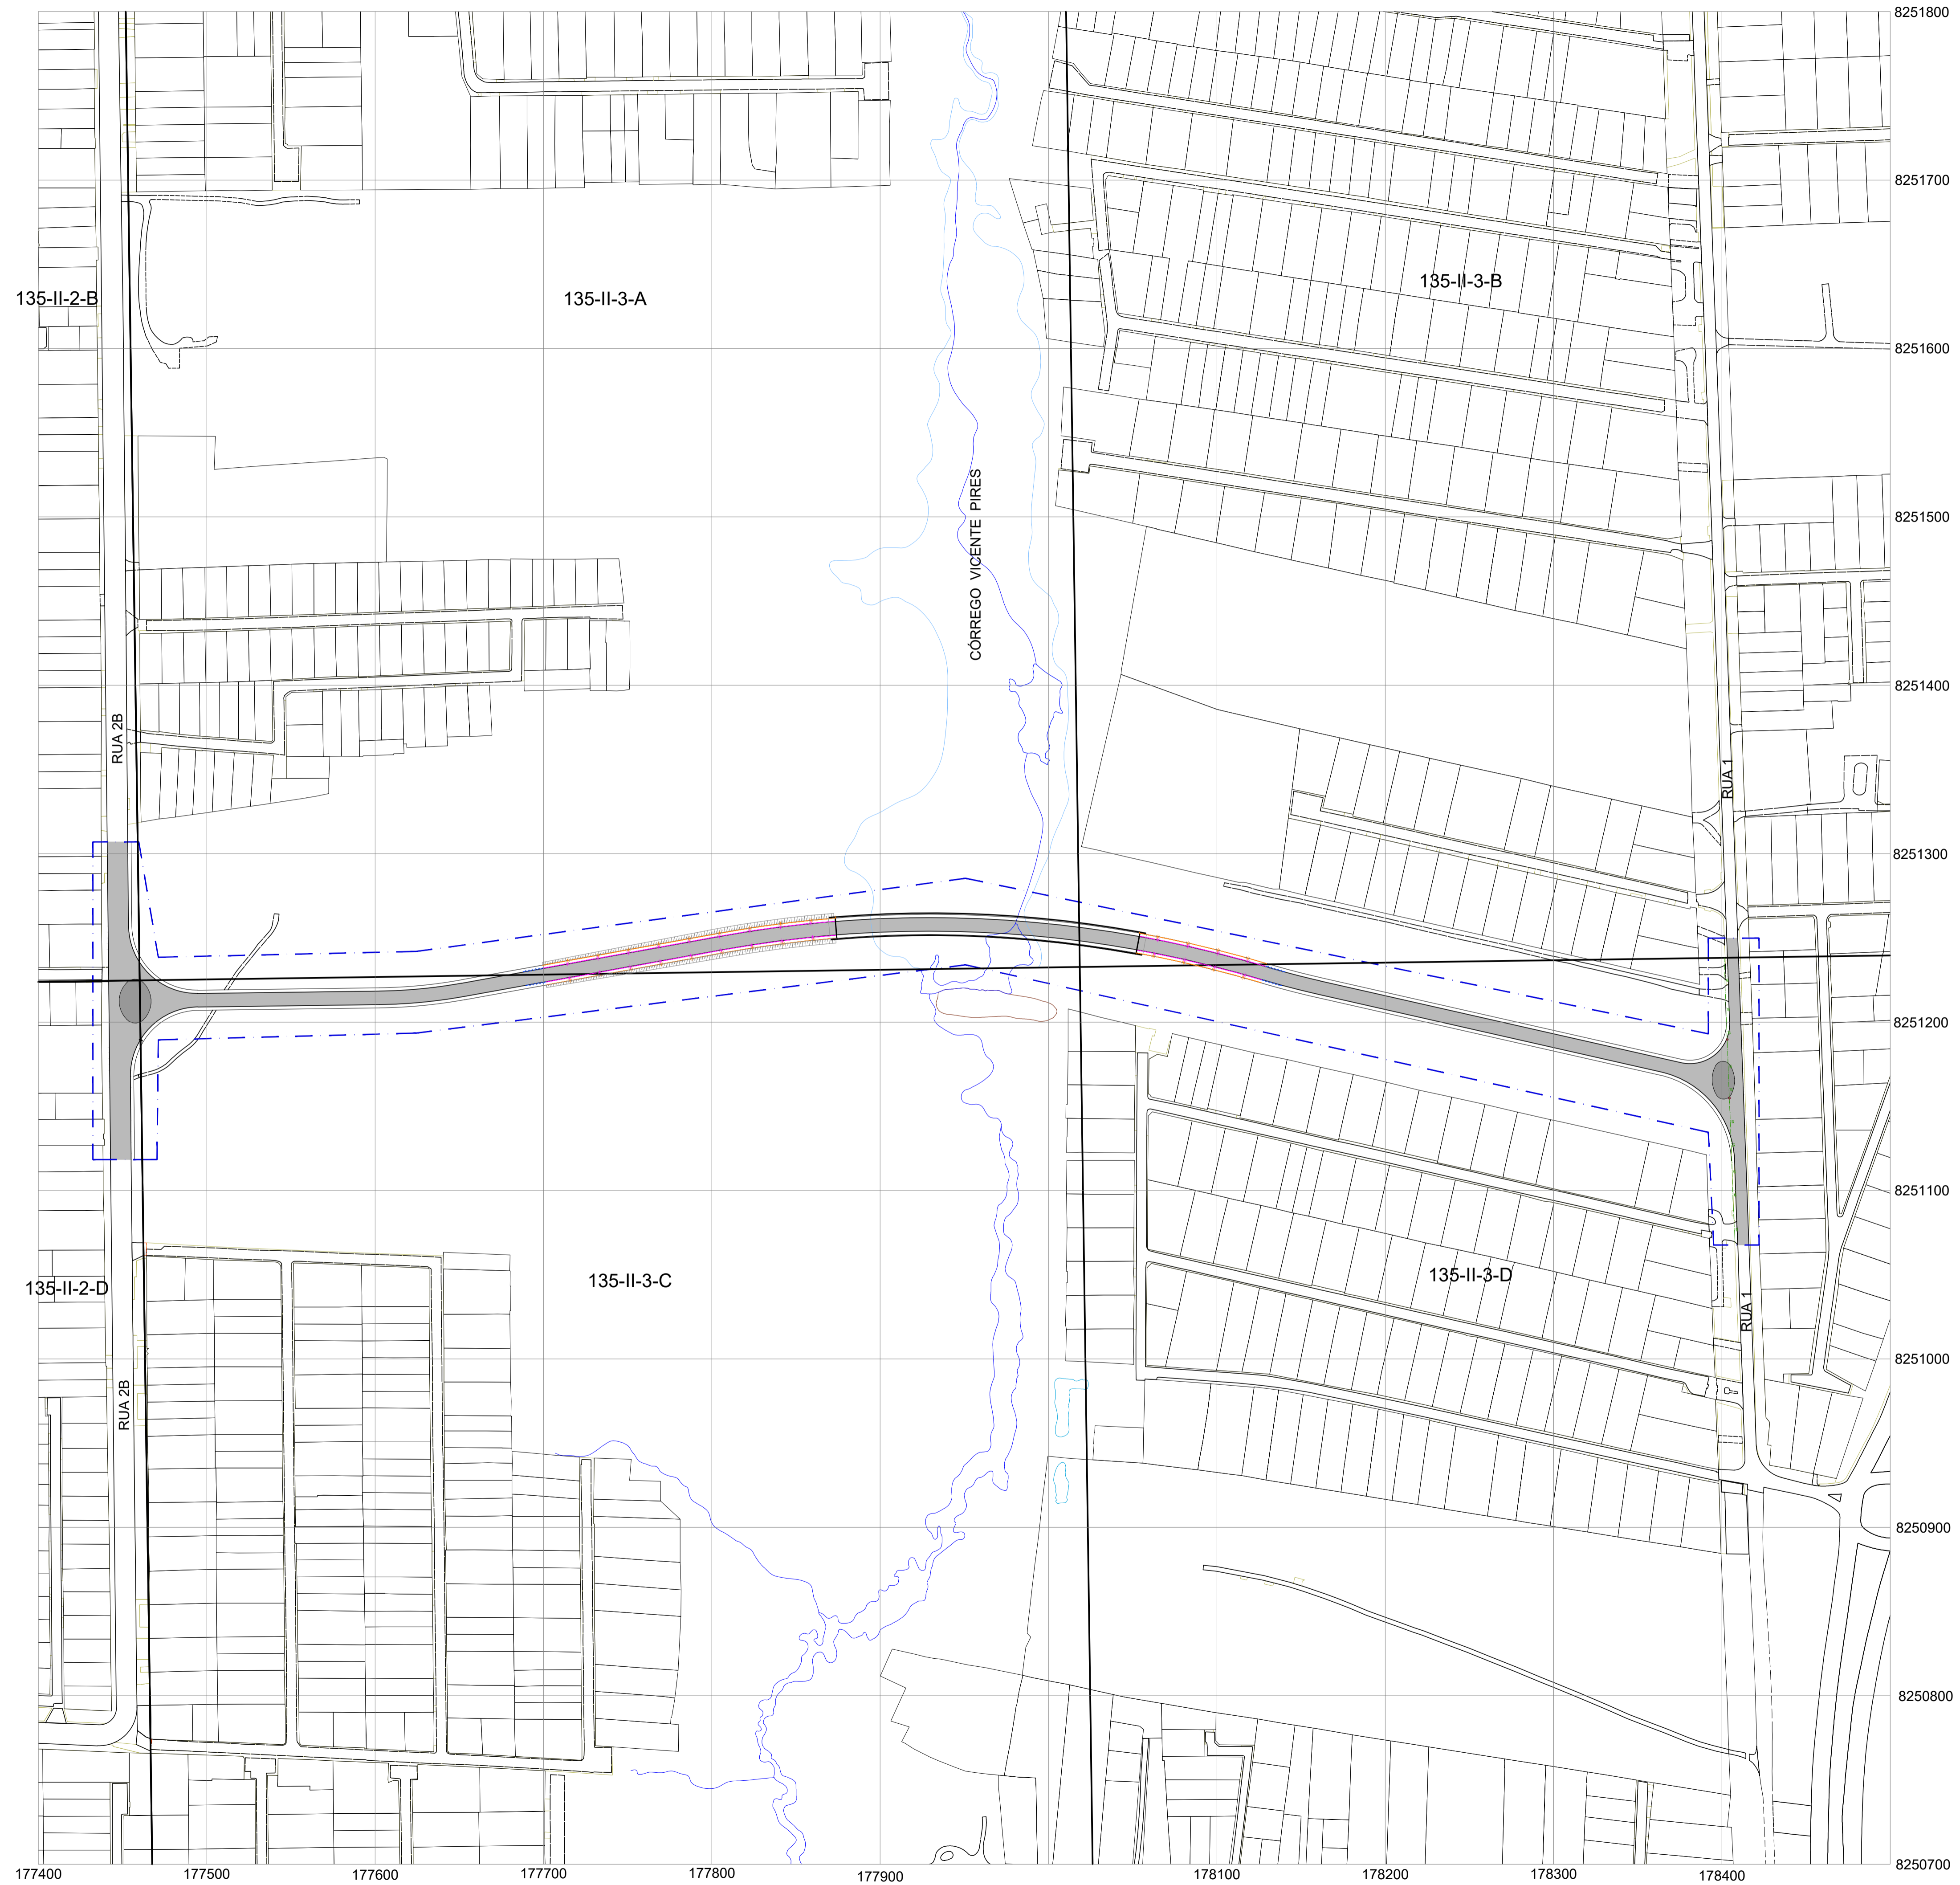 8251800
8251700
135-II-2-B
135-II-3-A
135-II-3-B
8251600
CÓRREGO VICENTE PIRES
8251500
8251400
RUA 2B
RUA 1
8251300
8251200
8251100
135-II-2-D
135-II-3-C
135-II-3-D
RUA 1
8251000
RUA 2B
8250900
8250800
8250700
177400
177500
177600
177700
177800
177900
178100
178200
178300
178400